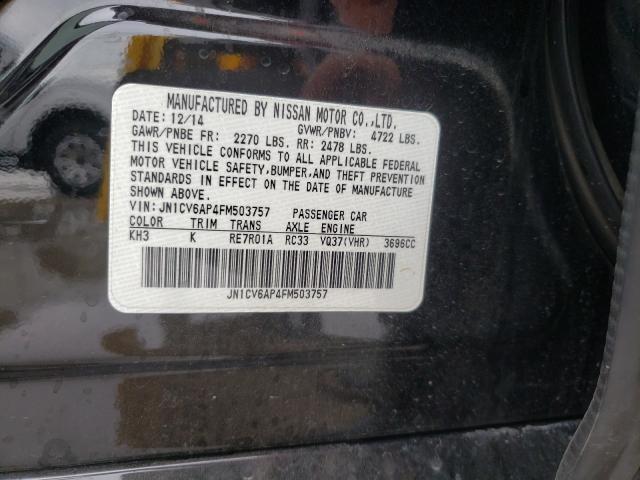 MANUFACTURED BY NISSAN MOTOR CO.,LTD.
DATE: 12/14 GVWR/PNBV: 4722 LBS.
GAWR/PNBE FR: 2270 LBS. RR: 2478 LBS.
THIS VEHICLE CONFORMS TO ALL APPLICABLE FEDERAL
MOTOR VEHICLE SAFETY,BUMPER,AND THEFT PREVENTION
STANDARDS IN EFFECT ON THE DATE OF MANUFACTURE
SHOWN ABOVE.
VIN: JN1CV6AP4FM503757 PASSENGER CAR
COLOR TRIM TRANS AXLE ENGINE
KH3 K RE7R01A RC33 VQ37(VHR) 3696CC
JN1CV6AP4FM503757